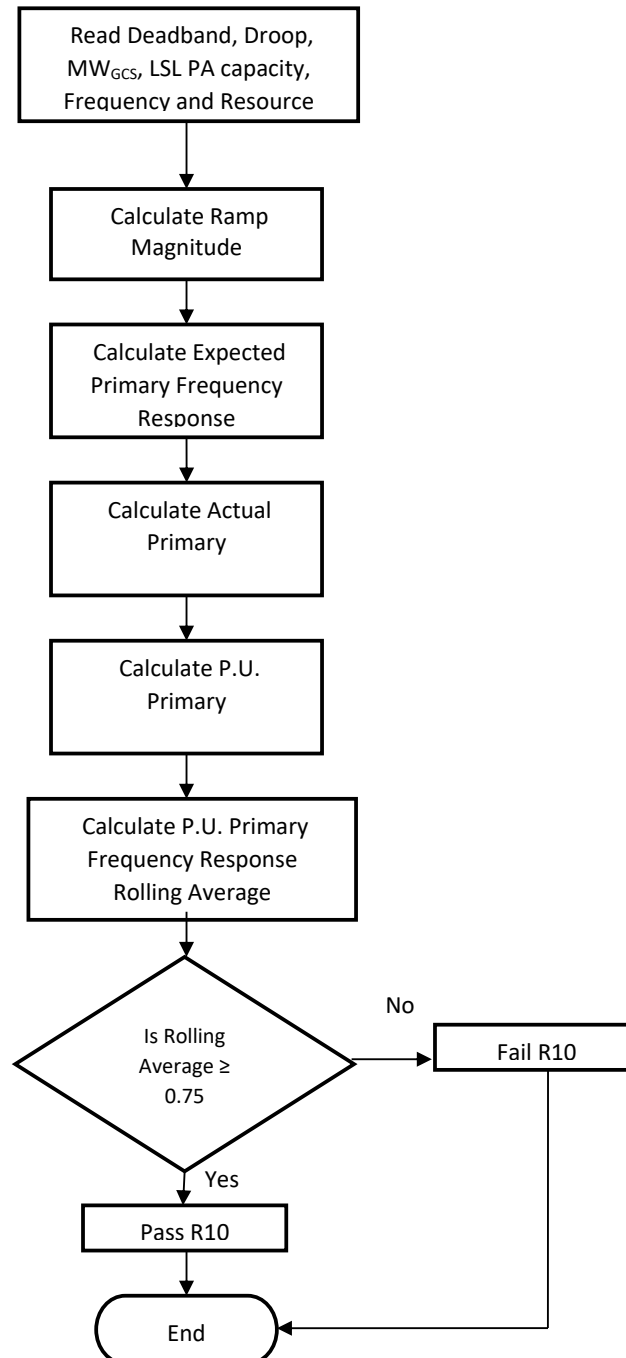 Read Deadband, Droop,
MWGCS, LSL PA capacity,
Frequency and Resource
Calculate Ramp
Magnitude
Calculate Expected
Primary Frequency
Response
Calculate Actual
Primary
Calculate P.U.
Primary
Calculate P.U. Primary
Frequency Response
Rolling Average
Is Rolling
Average ≥
0.75
No
Fail R10
Yes
Pass R10
End